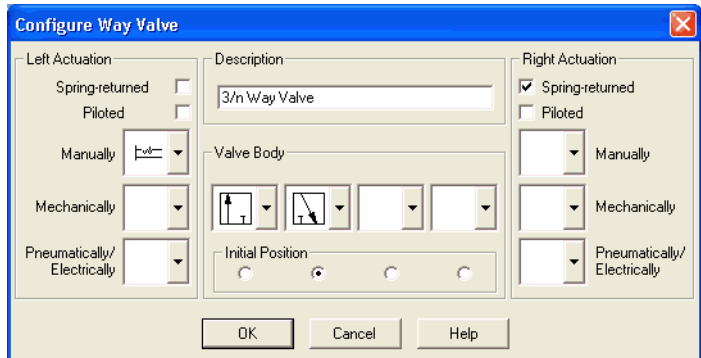 Configure Way Valve
Left Actuation
Spring-returned
Piloted
Manually
Mechanically
Pneumatically/
Electrically
Description
3/n Way Valve
Valve Body
T
T
Initial Position
Right Actuation
Spring-returned
Piloted
Manually
Mechanically
Pneumatically/
Electrically
OK
Cancel
Help